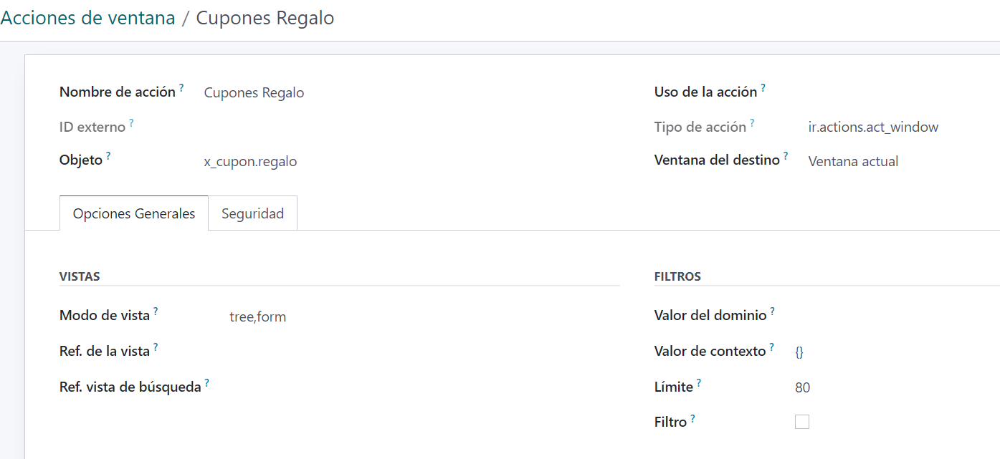 Acciones de ventana / Cupones Regalo
Nombre de acción ? Cupones Regalo
Uso de la acción ?
ID externo ?
Tipo de acción ? ir.actions.act_window
Objeto ? x_cupon.regalo
Ventana del destino ? Ventana actual
Opciones Generales Seguridad
VISTAS
FILTROS
Modo de vista ? tree,form
Valor del dominio ?
Ref. de la vista ?
Valor de contexto ? {}
Ref. vista de búsqueda ?
Límite ? 80
Filtro ?